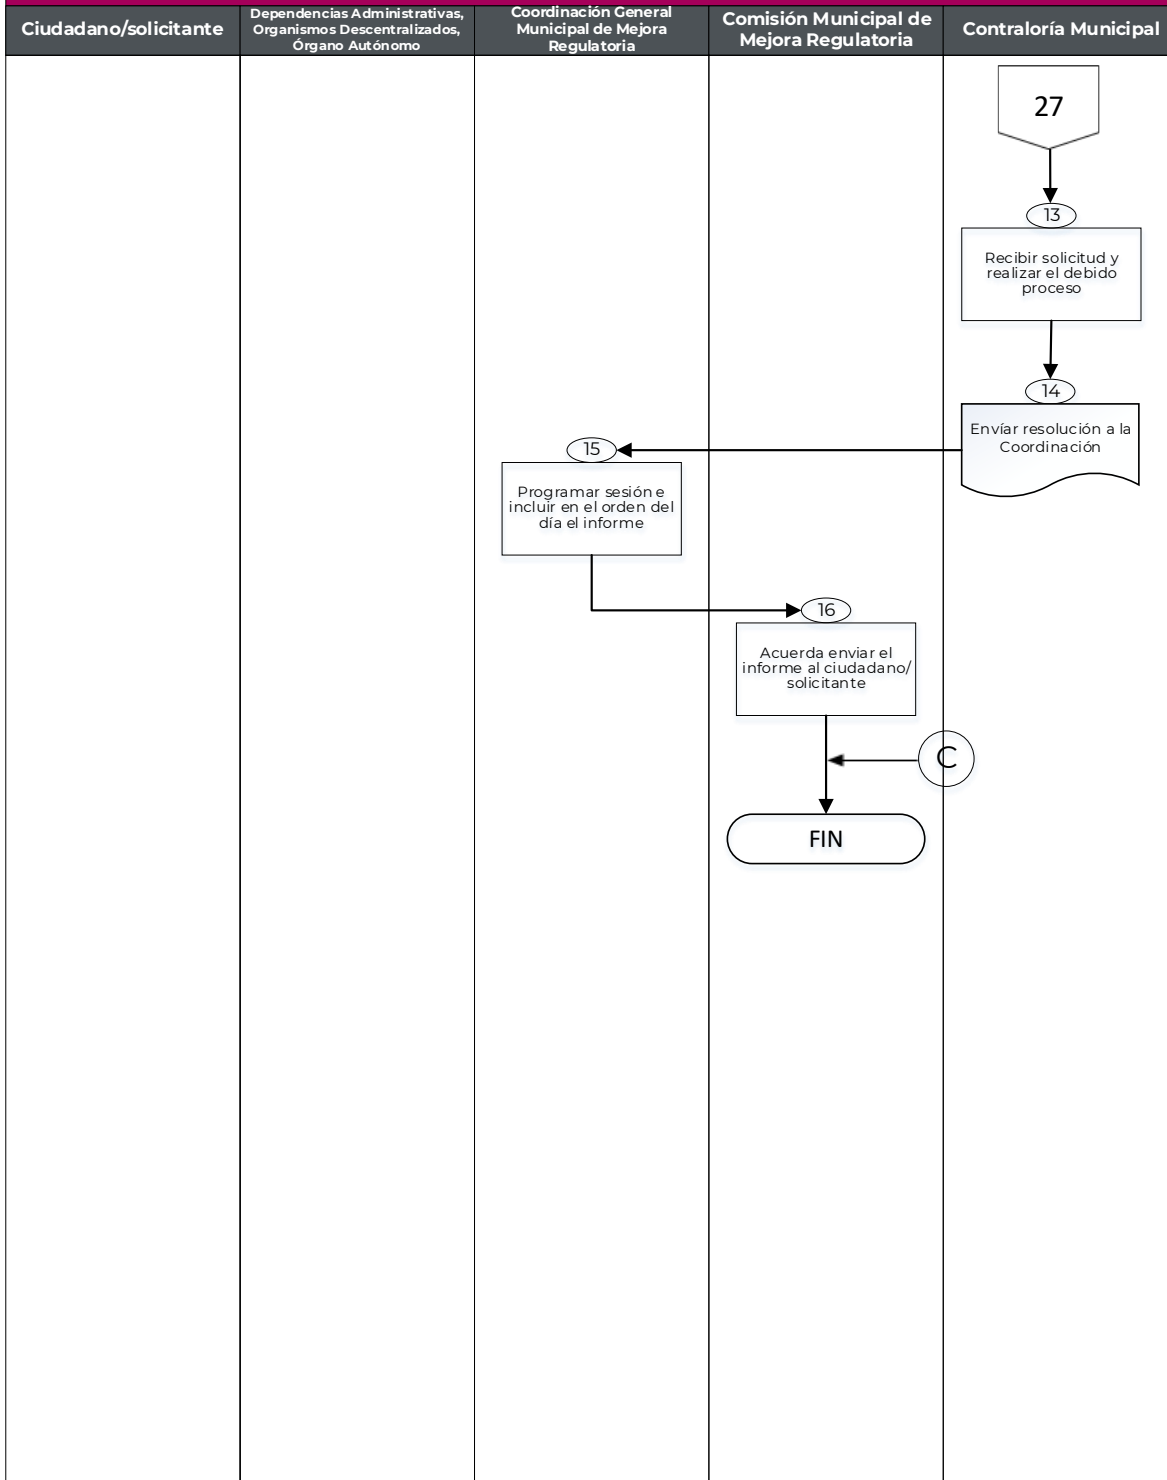 Ciudadano/solicitante
Dependencias Administrativas,
Organismos Descentralizados,
Órgano Autónomo
Coordinación General
Municipal de Mejora
Regulatoria
Comisión Municipal de
Mejora Regulatoria
Contraloría Municipal
27
13
Recibir solicitud y
realizar el debido
proceso
14
Envíar resolución a la
Coordinación
15
Programar sesión e
incluir en el orden del
día el informe
16
Acuerda enviar el
informe al ciudadano/
solicitante
C
FIN